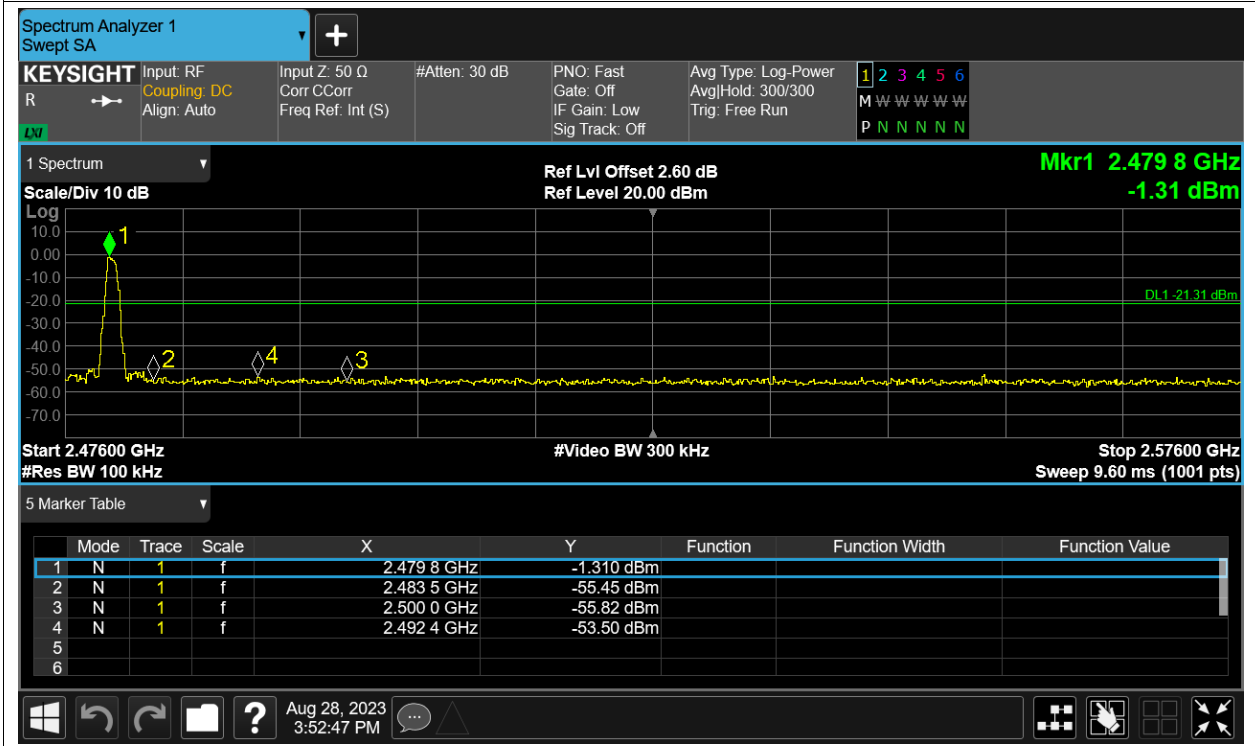 Spectrum Analyzer 1
Swept SA
+
KEYSIGHT Input: RF Input Z: 50 Ω #Atten: 30 dB PNO: Fast Avg Type: Log-Power 1 2 3 4 5 6
R Coupling: DC Corr CCorr Gate: Off Avg|Hold: 300/300 M W W W W W
Align: Auto Freq Ref: Int (S) IF Gain: Low Trig: Free Run
LXI Sig Track: Off P N N N N N
1 Spectrum Ref Lvl Offset 2.60 dB Mkr1 2.479 8 GHz
Scale/Div 10 dB Ref Level 20.00 dBm -1.31 dBm
Log
10.0
1
0.00
-10.0
-20.0 DL1 -21.31 dBm
-30.0
-40.0
2 4 3
-50.0
-60.0
-70.0
Start 2.47600 GHz #Video BW 300 kHz Stop 2.57600 GHz
#Res BW 100 kHz Sweep 9.60 ms (1001 pts)
5 Marker Table
Mode Trace Scale X Y Function Function Width Function Value
1 N 1 f 2.479 8 GHz -1.310 dBm
2 N 1 f 2.483 5 GHz -55.45 dBm
3 N 1 f 2.500 0 GHz -55.82 dBm
4 N 1 f 2.492 4 GHz -53.50 dBm
5
6
? Aug 28, 2023
3:52:47 PM